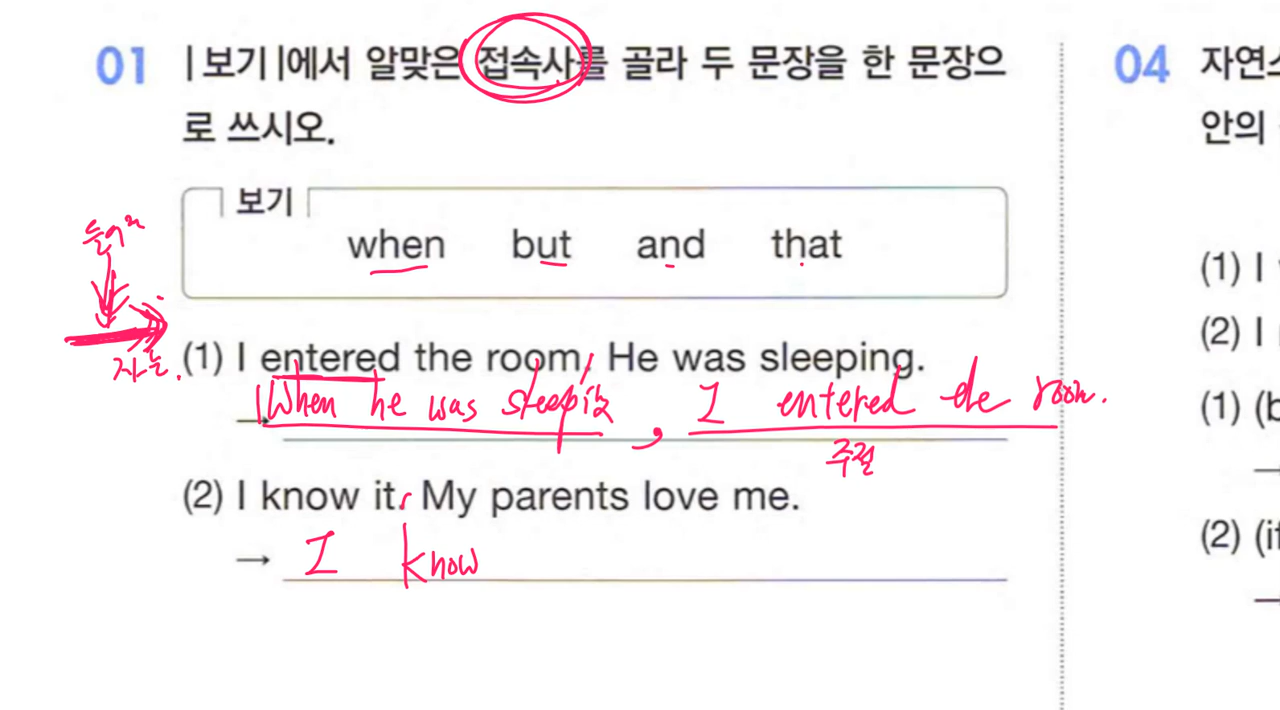 01 |보기|에서 알맞은 접속사를 골라 두 문장을 한 문장으
로 쓰시오.
보기
when but and that
(1) I entered the room, He was sleeping.
→ When he was sleeping, I entered the room.
주절
(2) I know it, My parents love me.
→ I know
04 자연스
안의
(1) I
(2) I
(1) (b
(2) (if